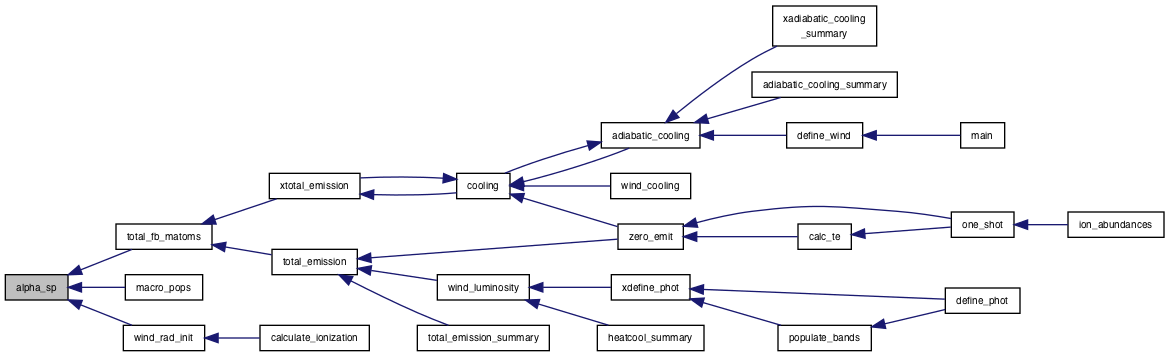 xadiabatic_cooling
_summary
adiabatic_cooling_summary
adiabatic_cooling
define_wind
main
xtotal_emission
cooling
wind_cooling
total_fb_matoms
zero_emit
calc_te
one_shot
ion_abundances
total_emission
alpha_sp
macro_pops
wind_luminosity
xdefine_phot
define_phot
wind_rad_init
calculate_ionization
total_emission_summary
heatcool_summary
populate_bands